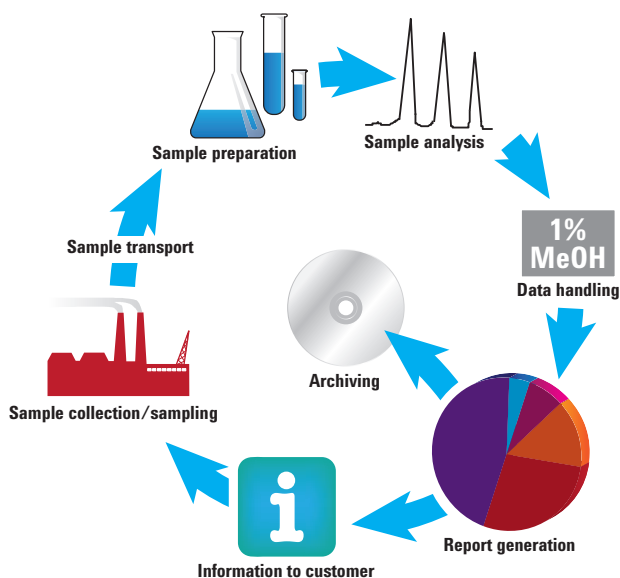 Sample preparation
Sample analysis
Sample transport
1%
MeOH
Data handling
Archiving
Sample collection/sampling
Report generation
i
Information to customer